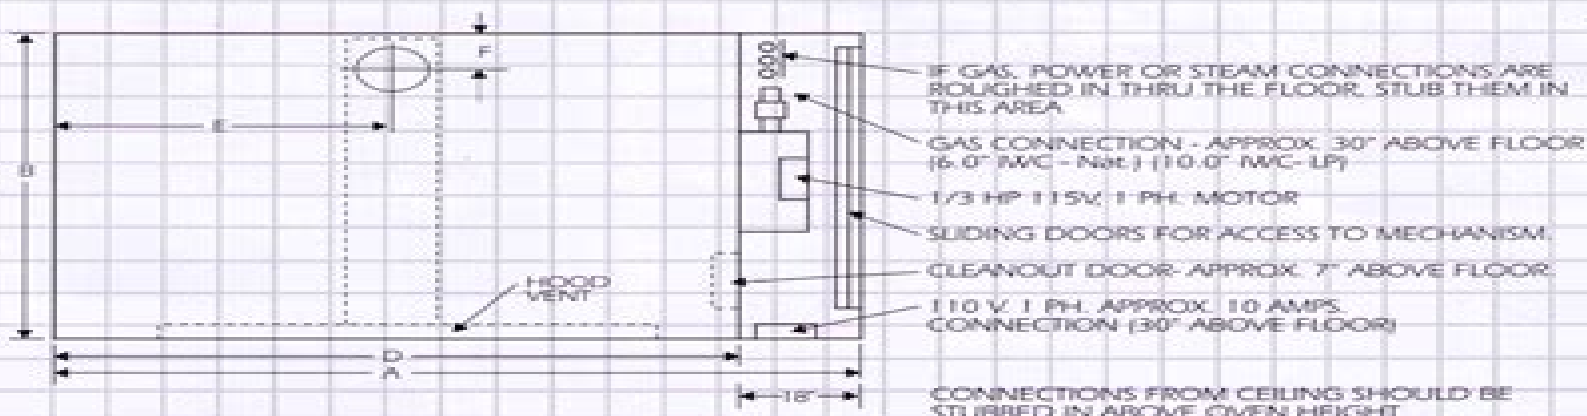 F
E
B
HOOD
VENT
D
A
18"
IF GAS, POWER OR STEAM CONNECTIONS ARE
ROUGHED IN THRU THE FLOOR, STUB THEM IN
THIS AREA
GAS CONNECTION - APPROX. 30" ABOVE FLOOR
(6.0" W/C - Nat.) (10.0" W/C- LP)
1/3 HP 115V, 1 PH. MOTOR
SLIDING DOORS FOR ACCESS TO MECHANISM.
CLEANOUT DOOR- APPROX. 7" ABOVE FLOOR
110 V. 1 PH. APPROX. 10 AMPS.
CONNECTION (30" ABOVE FLOOR)
CONNECTIONS FROM CEILING SHOULD BE
STUBBED IN ABOVE OVEN HEIGHT